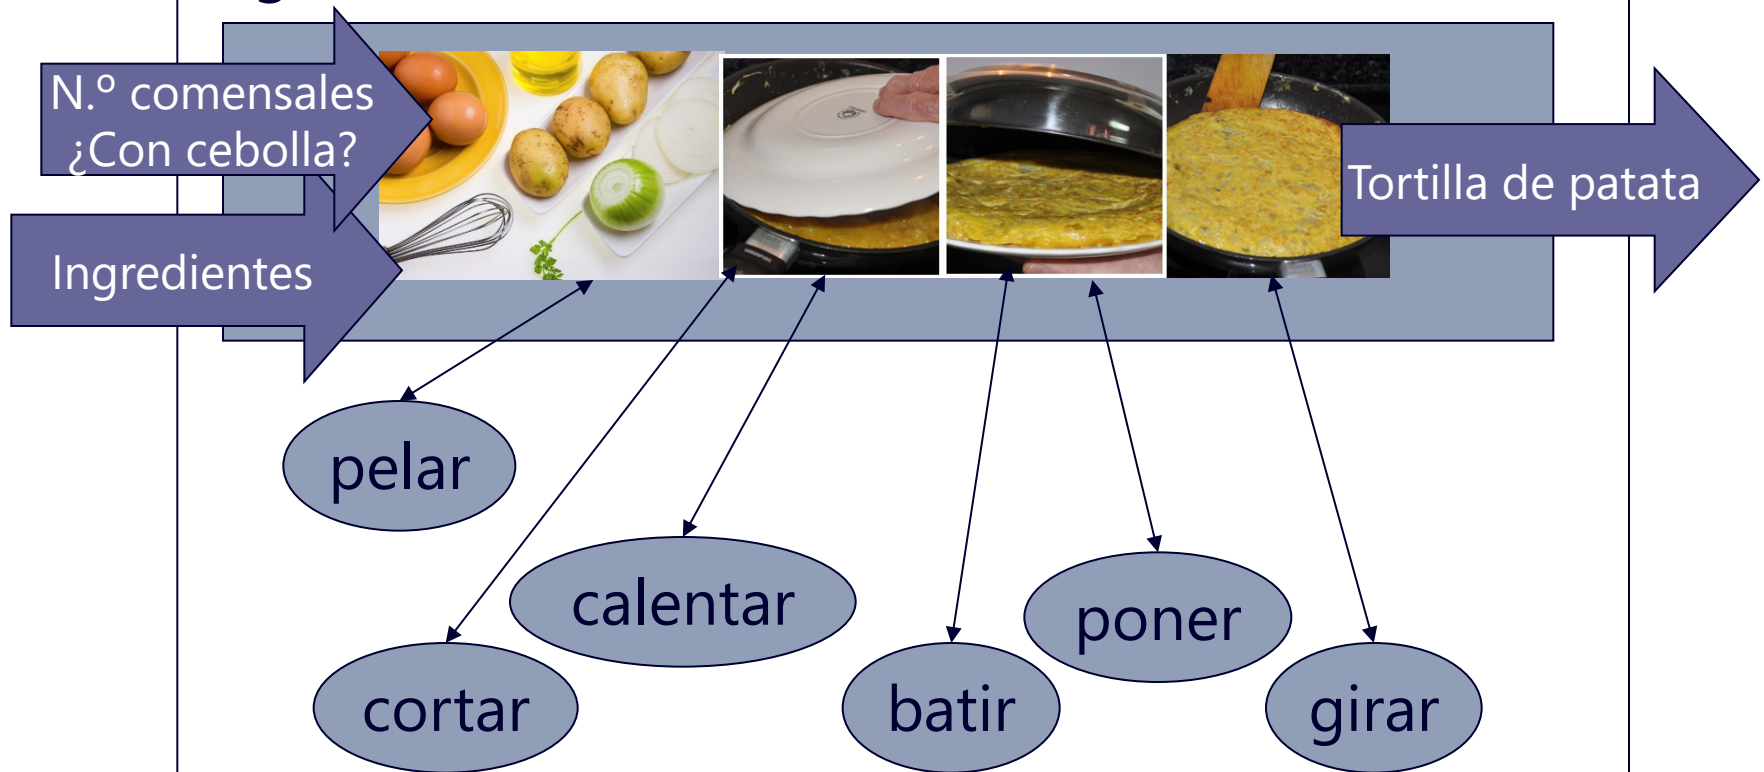 N.º comensales
¿Con cebolla?
Ingredientes
Tortilla de patata
pelar
calentar
poner
cortar
batir
girar